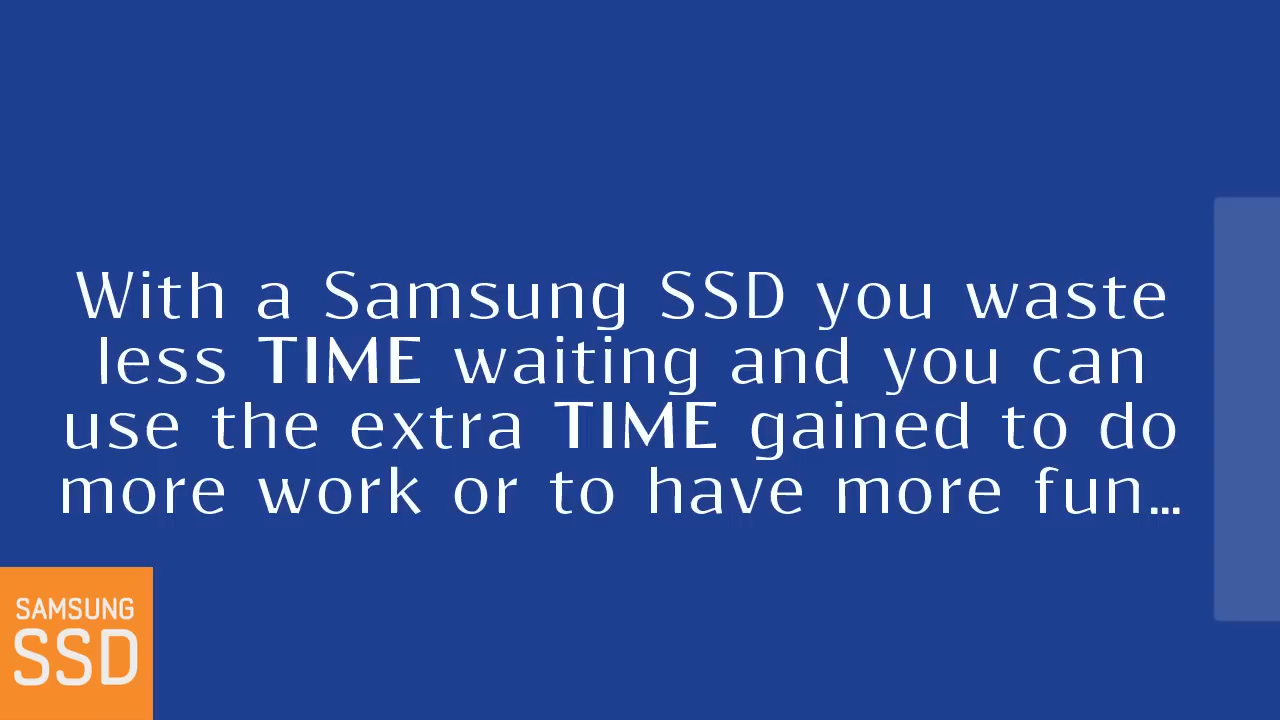 With a Samsung SSD you waste
less TIME waiting and you can
use the extra TIME gained to do
more work or to have more fun...
SAMSUNG
SSD